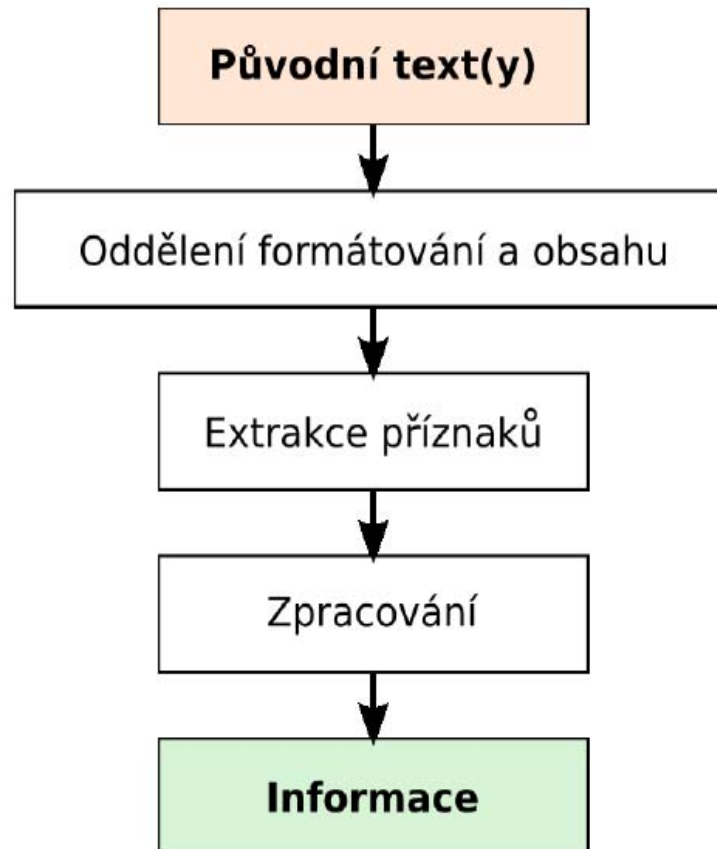 Původní text(y)
Oddělení formátování a obsahu
Extrakce příznaků
Zpracování
Informace